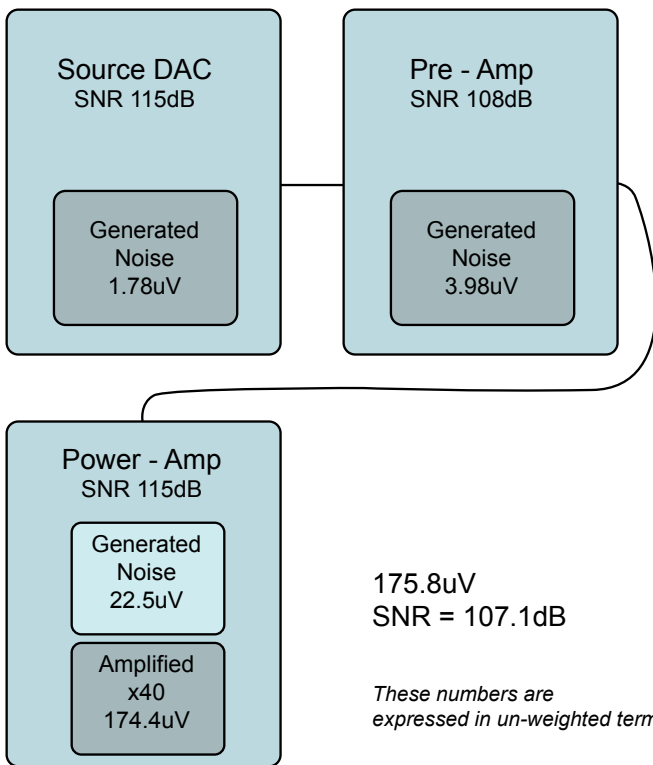 Source DAC
SNR 115dB
Generated
Noise
1.78uV
Pre - Amp
SNR 108dB
Generated
Noise
3.98uV
Power - Amp
SNR 115dB
Generated
Noise
22.5uV
Amplified
x40
174.4uV
175.8uV
SNR = 107.1dB
These numbers are
expressed in un-weighted term